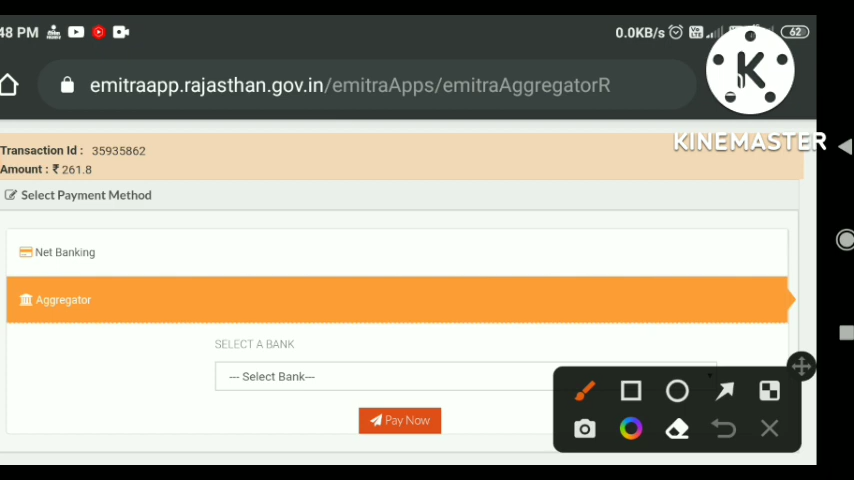 48 PM
0.0KB/s
62
emitraapp.rajasthan.gov.in/emitraApps/emitraAggregatorR
KINEMASTER
Transaction Id : 35935862
Amount : ₹ 261.8
Select Payment Method
Net Banking
Aggregator
SELECT A BANK
--- Select Bank---
Pay Now